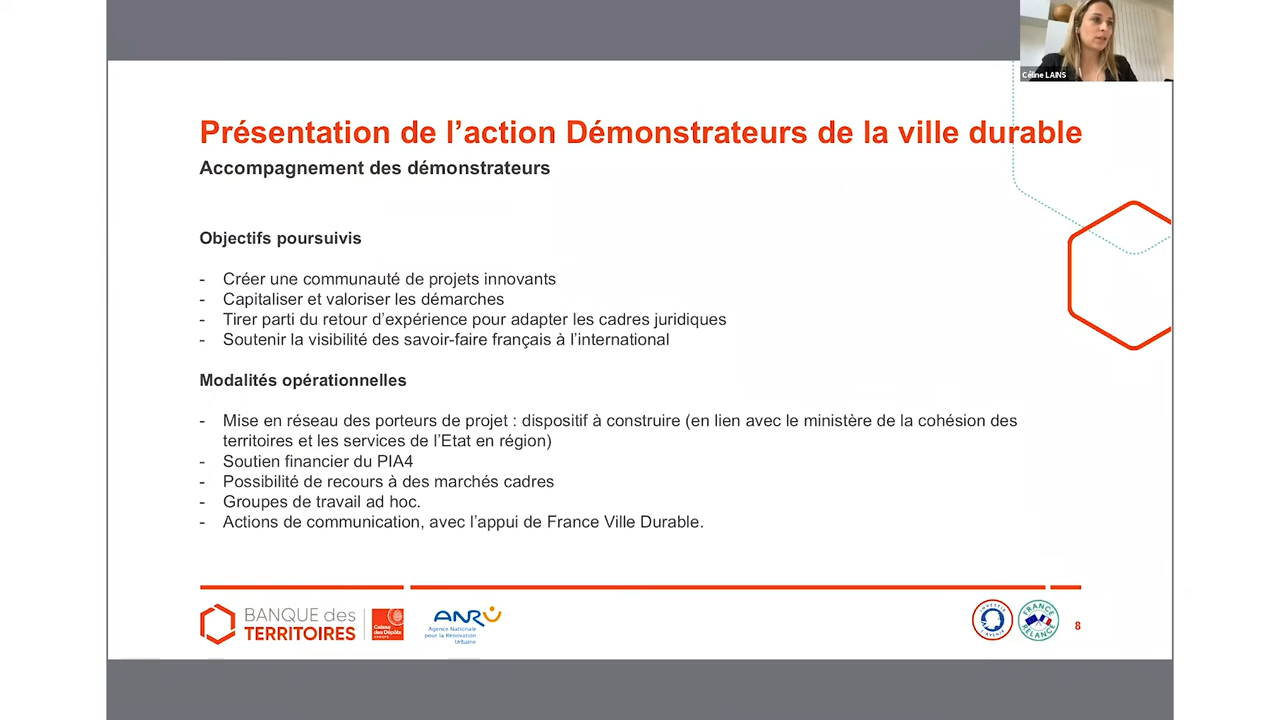 Céline LAINS
Présentation de l'action Démonstrateurs de la ville durable
Accompagnement des démonstrateurs
Objectifs poursuivis
- Créer une communauté de projets innovants
- Capitaliser et valoriser les démarches
- Tirer parti du retour d'expérience pour adapter les cadres juridiques
- Soutenir la visibilité des savoir-faire français à l'international
Modalités opérationnelles
- Mise en réseau des porteurs de projet : dispositif à construire (en lien avec le ministère de la cohésion des
territoires et les services de l'Etat en région)
- Soutien financier du PIA4
- Possibilité de recours à des marchés cadres
- Groupes de travail ad hoc.
- Actions de communication, avec l'appui de France Ville Durable.
BANQUE des
TERRITOIRES
Caisse
des Dépôts
GROUPE
ANRU
Agence Nationale
pour la Rénovation
Urbaine
INVESTIR
L'AVENIR
FRANCE
RELANCE
8